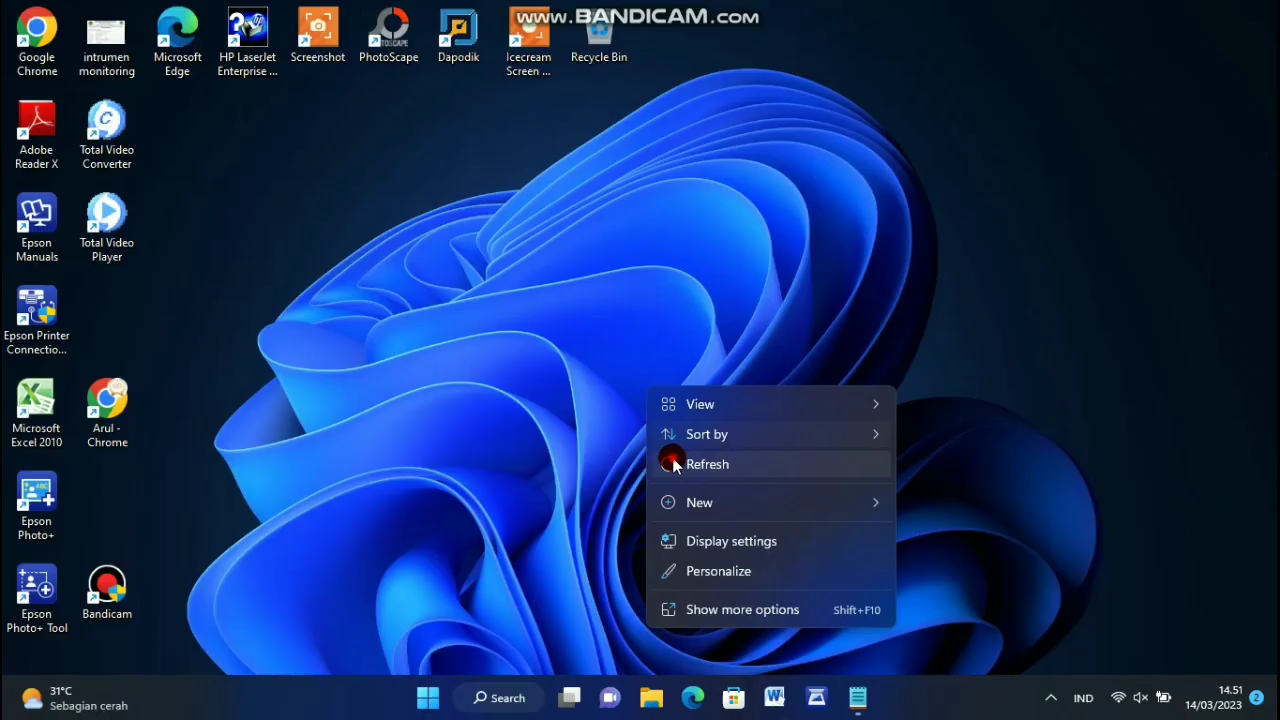 www.BANDICAM.com
Google
Chrome
intrumen
monitoring
Microsoft
Edge
HP LaserJet
Enterprise ...
Screenshot
PhotoScape
Dapodik
Icecream
Screen ...
Recycle Bin
Adobe
Reader X
Total Video
Converter
Epson
Manuals
Total Video
Player
Epson Printer
Connectio...
Microsoft
Excel 2010
Arul -
Chrome
Epson
Photo+
Epson
Photo+ Tool
Bandicam
View
Sort by
Refresh
New
Display settings
Personalize
Show more options Shift+F10
31°C
Sebagian cerah
Search
IND
14.51
14/03/2023
2